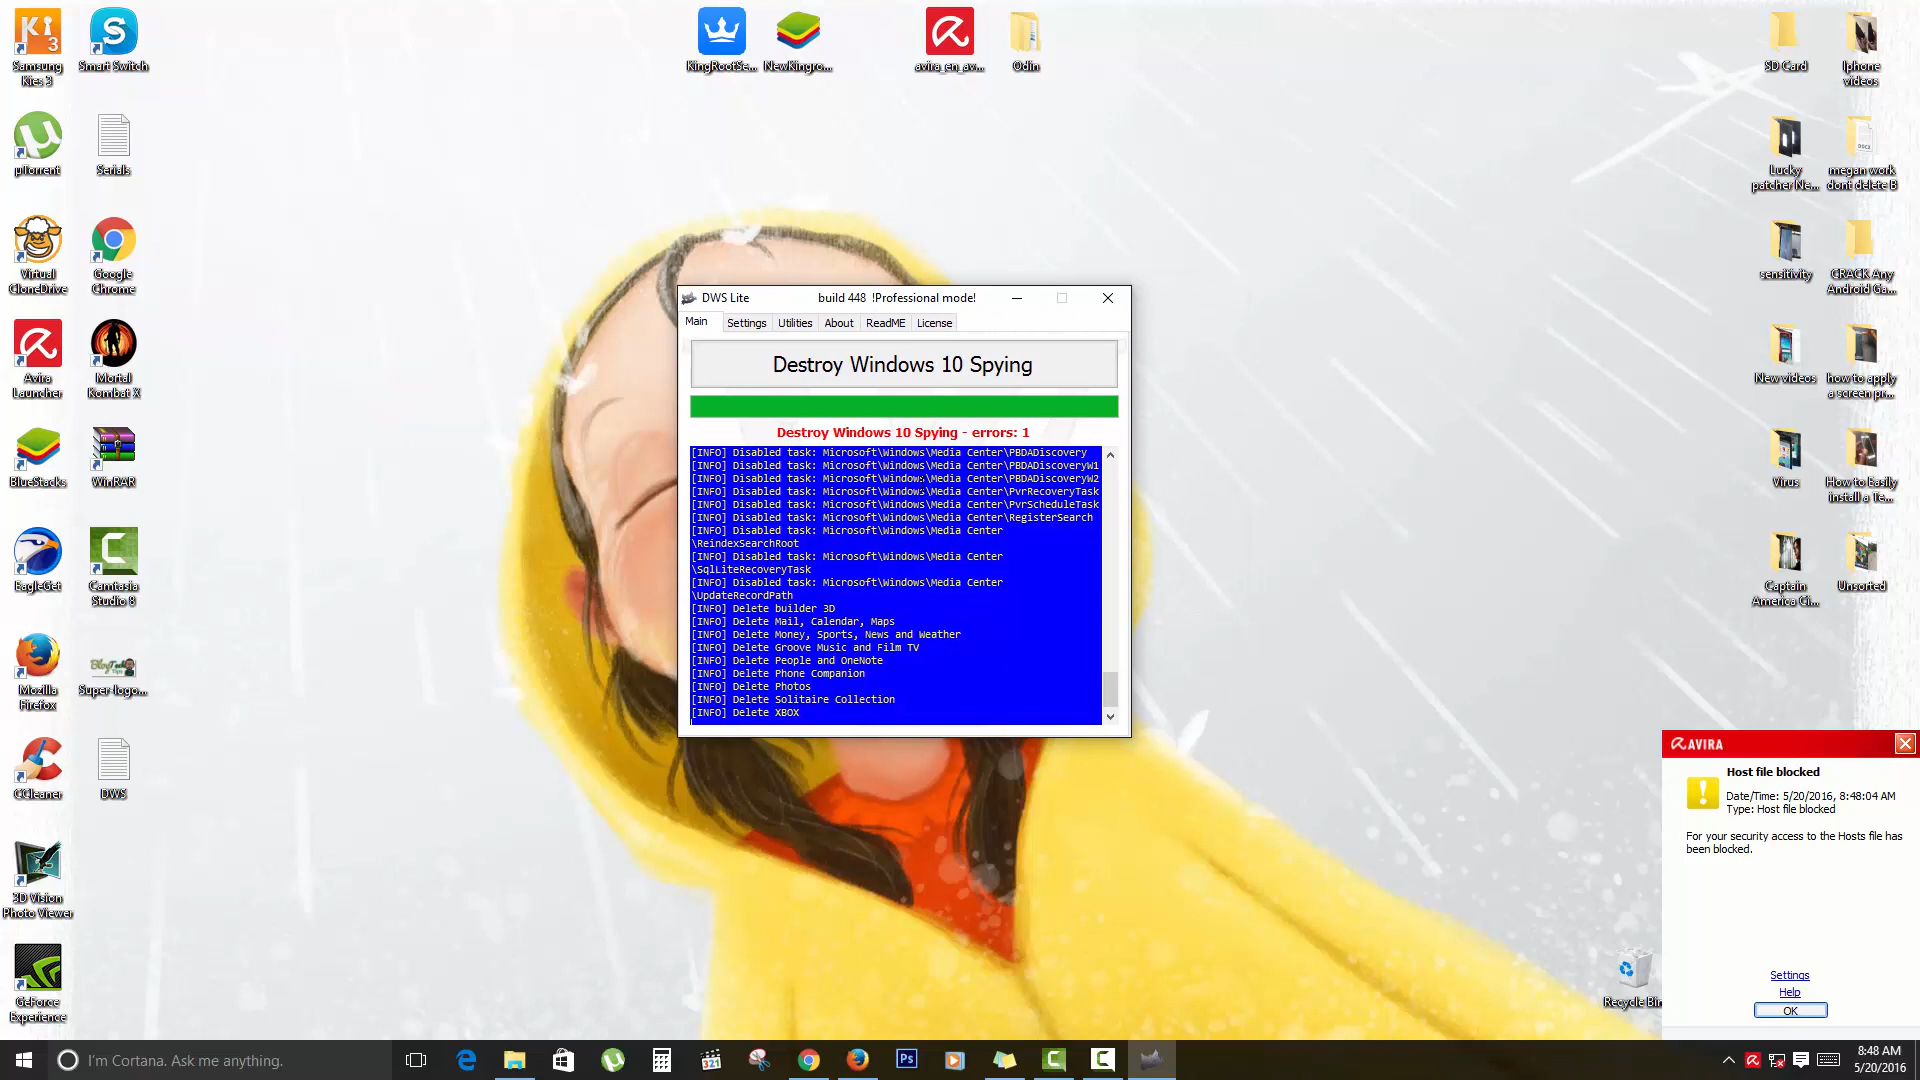 Samsung
Kies 3
Smart Switch
KingRootSe...
NewKingro...
avira_en_av...
Odin
SD Card
Iphone
videos
µTorrent
Serials
Lucky
patcher Ne...
megan work
dont delete B
Virtual
CloneDrive
Google
Chrome
sensitivity
CRACK Any
Android Ga...
Avira
Launcher
Mortal
Kombat X
New videos
how to apply
a screen pr...
BlueStacks
WinRAR
Virus
How to Easily
install a Te...
EagleGet
Camtasia
Studio 8
Captain
America Ci...
Unsorted
Mozilla
Firefox
Super-logo...
CCleaner
DWS
3D Vision
Photo Viewer
GeForce
Experience
Recycle Bin
DWS Lite build 448 !Professional mode!
Main Settings Utilities About ReadME License
Destroy Windows 10 Spying
Destroy Windows 10 Spying - errors: 1
[INFO] Disabled task: Microsoft\Windows\Media Center\PBDADiscovery
[INFO] Disabled task: Microsoft\Windows\Media Center\PBDADiscoveryW1
[INFO] Disabled task: Microsoft\Windows\Media Center\PBDADiscoveryW2
[INFO] Disabled task: Microsoft\Windows\Media Center\PvrRecoveryTask
[INFO] Disabled task: Microsoft\Windows\Media Center\PvrScheduleTask
[INFO] Disabled task: Microsoft\Windows\Media Center\RegisterSearch
[INFO] Disabled task: Microsoft\Windows\Media Center
\ReindexSearchRoot
[INFO] Disabled task: Microsoft\Windows\Media Center
\SqlLiteRecoveryTask
[INFO] Disabled task: Microsoft\Windows\Media Center
\UpdateRecordPath
[INFO] Delete builder 3D
[INFO] Delete Mail, Calendar, Maps
[INFO] Delete Money, Sports, News and Weather
[INFO] Delete Groove Music and Film TV
[INFO] Delete People and OneNote
[INFO] Delete Phone Companion
[INFO] Delete Photos
[INFO] Delete Solitaire Collection
[INFO] Delete XBOX
AVIRA
Host file blocked
Date/Time: 5/20/2016, 8:48:04 AM
Type: Host file blocked
For your security access to the Hosts file has
been blocked.
Settings
Help
OK
I'm Cortana. Ask me anything.
8:48 AM
5/20/2016